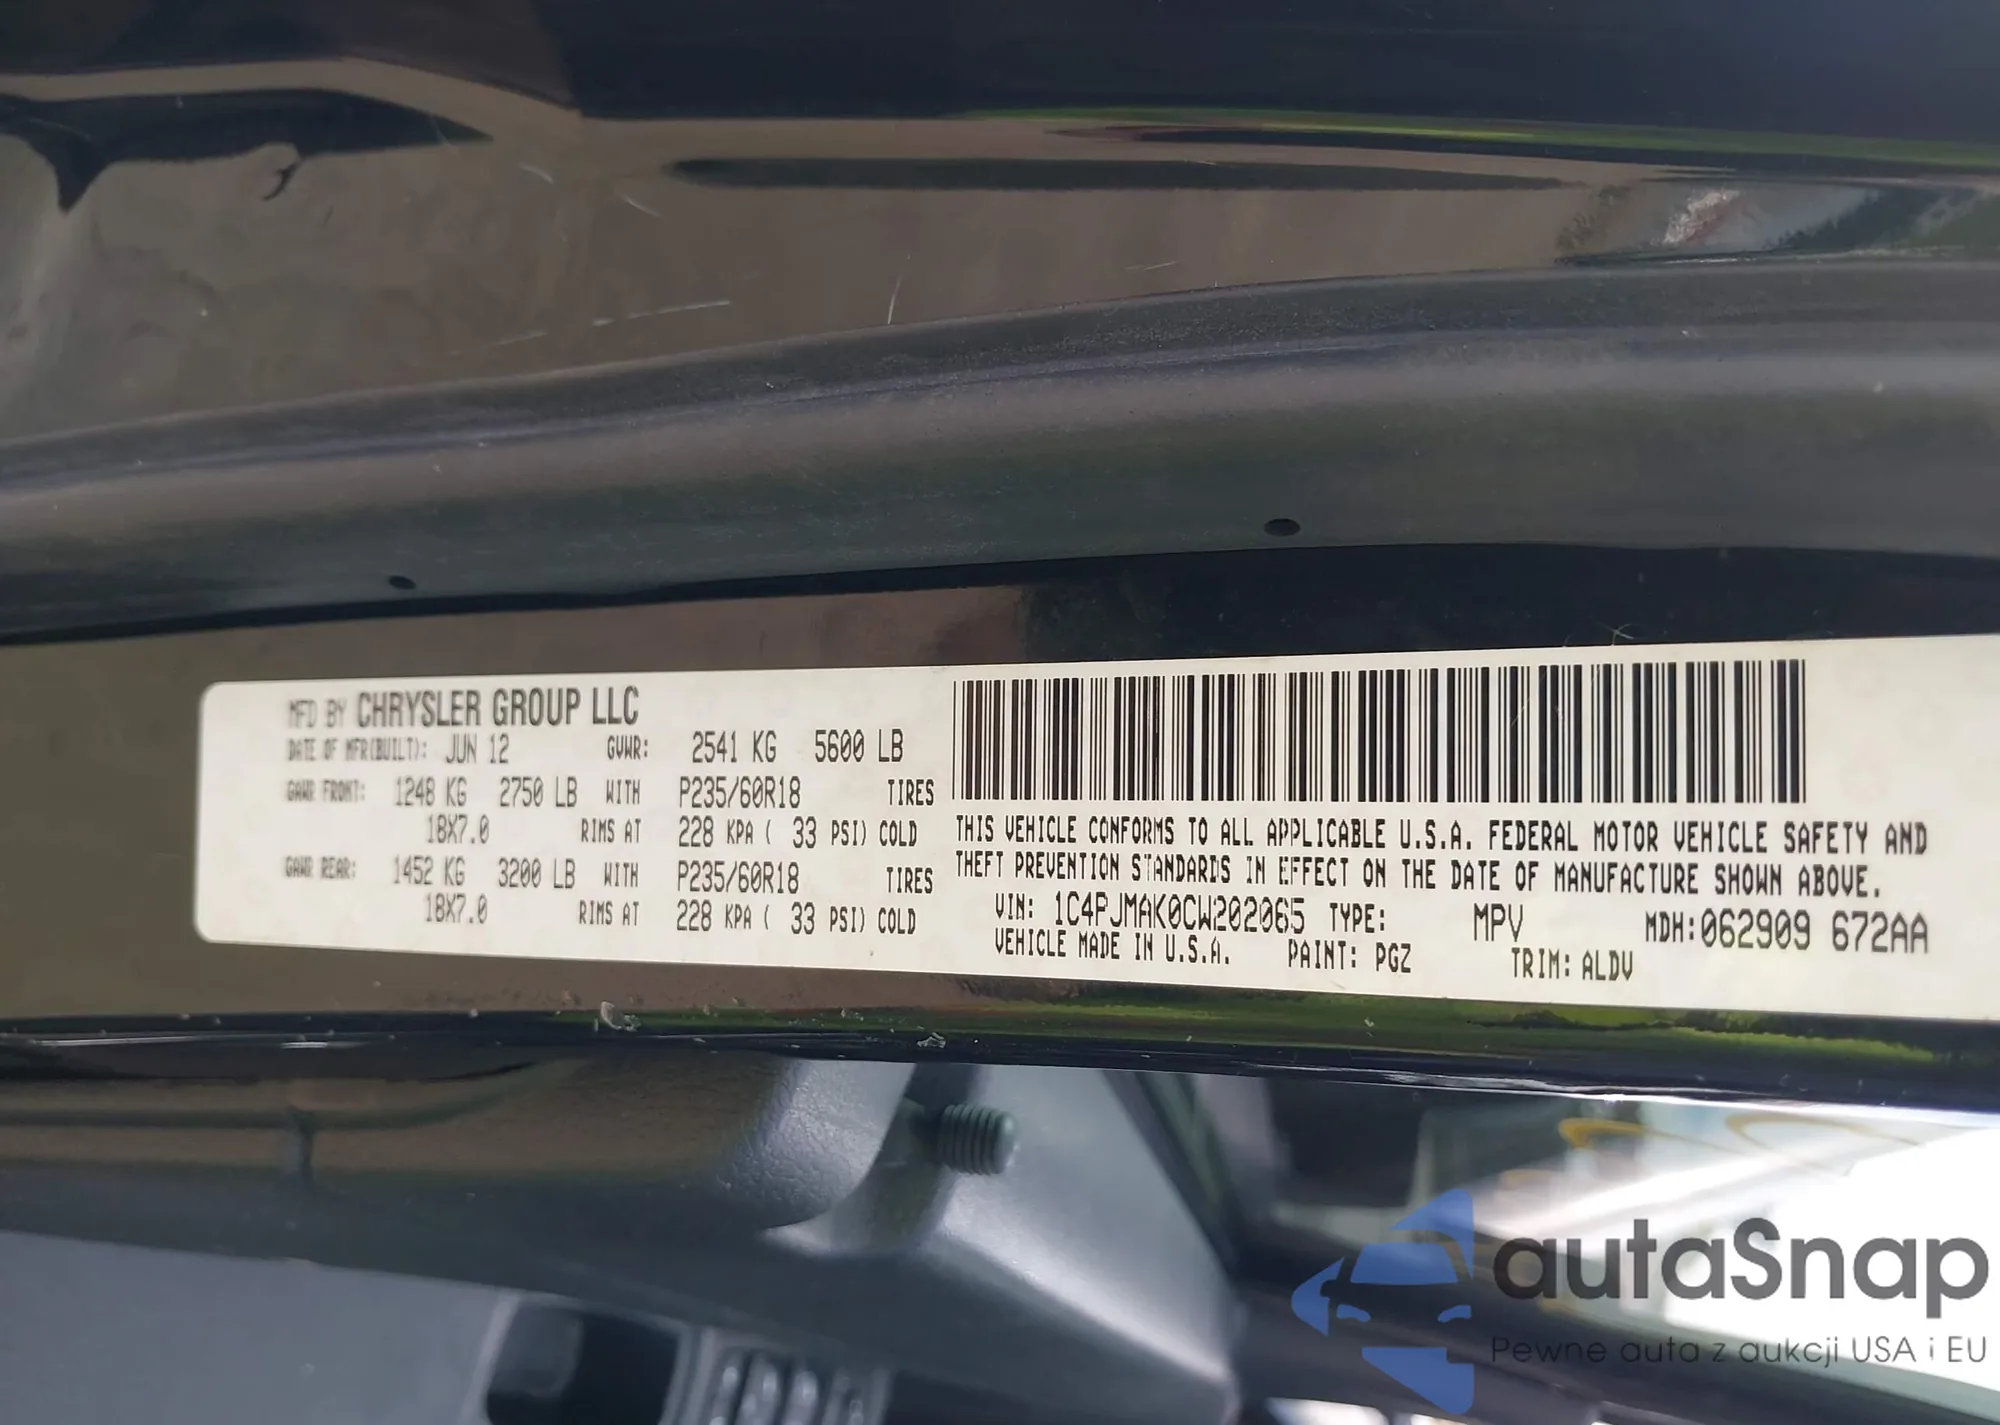 MFD BY CHRYSLER GROUP LLC
DATE OF MFR(BUILT): JUN 12 GVWR: 2541 KG 5600 LB
GAWR FRONT: 1248 KG 2750 LB WITH P235/60R18 TIRES
18X7.0 RIMS AT 228 KPA ( 33 PSI) COLD
GAWR REAR: 1452 KG 3200 LB WITH P235/60R18 TIRES
18X7.0 RIMS AT 228 KPA ( 33 PSI) COLD
THIS VEHICLE CONFORMS TO ALL APPLICABLE U.S.A. FEDERAL MOTOR VEHICLE SAFETY AND
THEFT PREVENTION STANDARDS IN EFFECT ON THE DATE OF MANUFACTURE SHOWN ABOVE.
VIN: 1C4PJMAK0CW202065 TYPE: MPV MDH:062909 672AA
VEHICLE MADE IN U.S.A. PAINT: PGZ TRIM: ALDV
autaSnap
Pewne auta z aukcji USA i EU